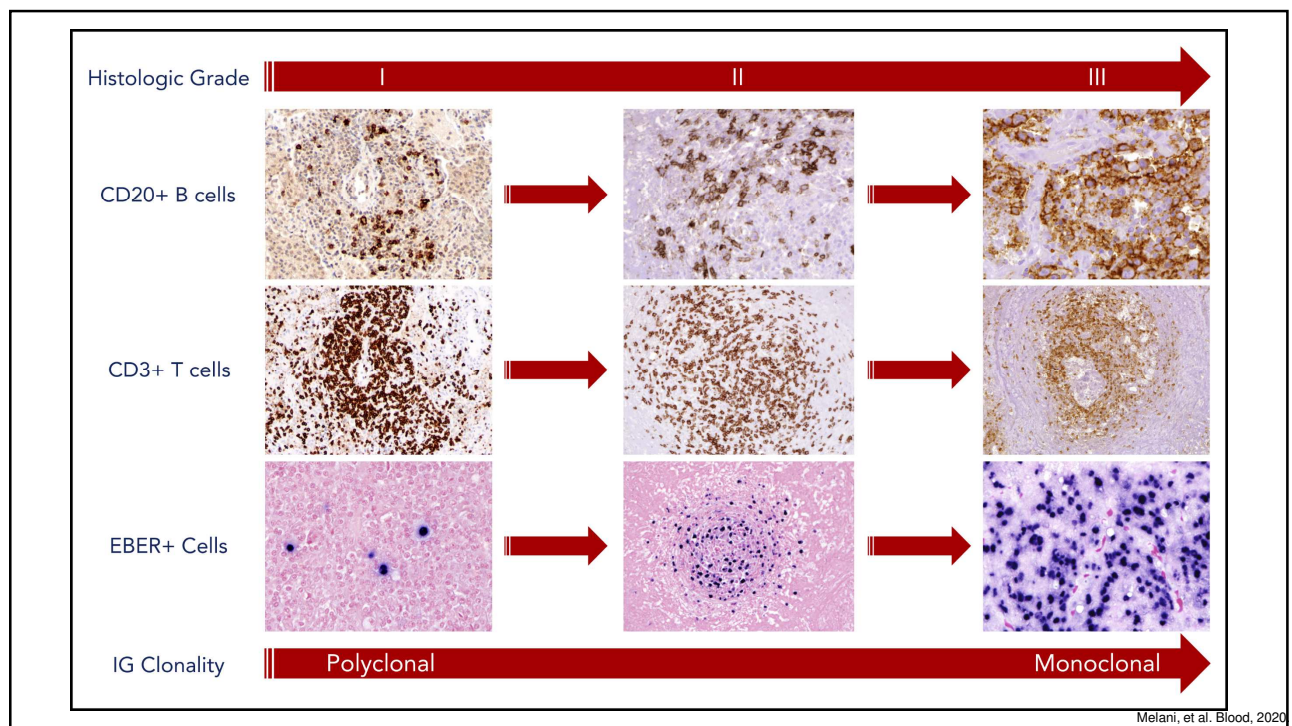 Histologic Grade I II III
CD20+ B cells
CD3+ T cells
EBER+ Cells
IG Clonality Polyclonal Monoclonal
Melani, et al. Blood, 2020